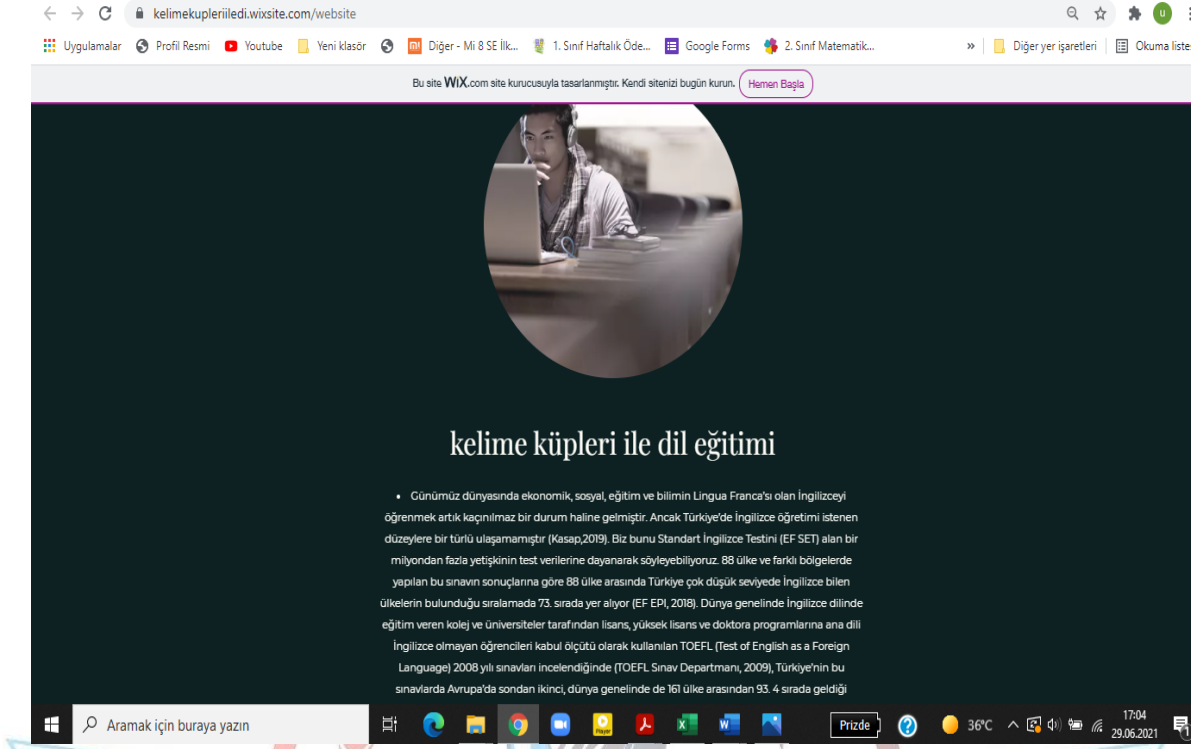 kelimekupleriiledi.wixsite.com/website
Uygulamalar Profil Resmi Youtube Yeni klasör Diğer - Mi 8 SE İlk... 1. Sınıf Haftalık Öde... Google Forms 2. Sınıf Matematik... » Diğer yer işaretleri Okuma liste
Bu site WiX.com site kurucusuyla tasarlanmıştır. Kendi sitenizi bugün kurun. Hemen Başla
kelime küpleri ile dil eğitimi
• Günümüz dünyasında ekonomik, sosyal, eğitim ve bilimin Lingua Franca'sı olan İngilizceyi
öğrenmek artık kaçınılmaz bir durum haline gelmiştir. Ancak Türkiye'de İngilizce öğretimi istenen
düzeylere bir türlü ulaşamamıştır (Kasap,2019). Biz bunu Standart İngilizce Testini (EF SET) alan bir
milyondan fazla yetişkinin test verilerine dayanarak söyleyebiliyoruz. 88 ülke ve farklı bölgelerde
yapılan bu sınavın sonuçlarına göre 88 ülke arasında Türkiye çok düşük seviyede İngilizce bilen
ülkelerin bulunduğu sıralamada 73. sırada yer alıyor (EF EPI, 2018). Dünya genelinde İngilizce dilinde
eğitim veren kolej ve üniversiteler tarafından lisans, yüksek lisans ve doktora programlarına ana dili
İngilizce olmayan öğrencileri kabul ölçütü olarak kullanılan TOEFL (Test of English as a Foreign
Language) 2008 yılı sınavları incelendiğinde (TOEFL Sınav Departmanı, 2009), Türkiye'nin bu
sınavlarda Avrupa'da sondan ikinci, dünya genelinde de 161 ülke arasından 93. 4 sırada geldiği
Aramak için buraya yazın Player Prizde 36°C 17:04
29.06.2021